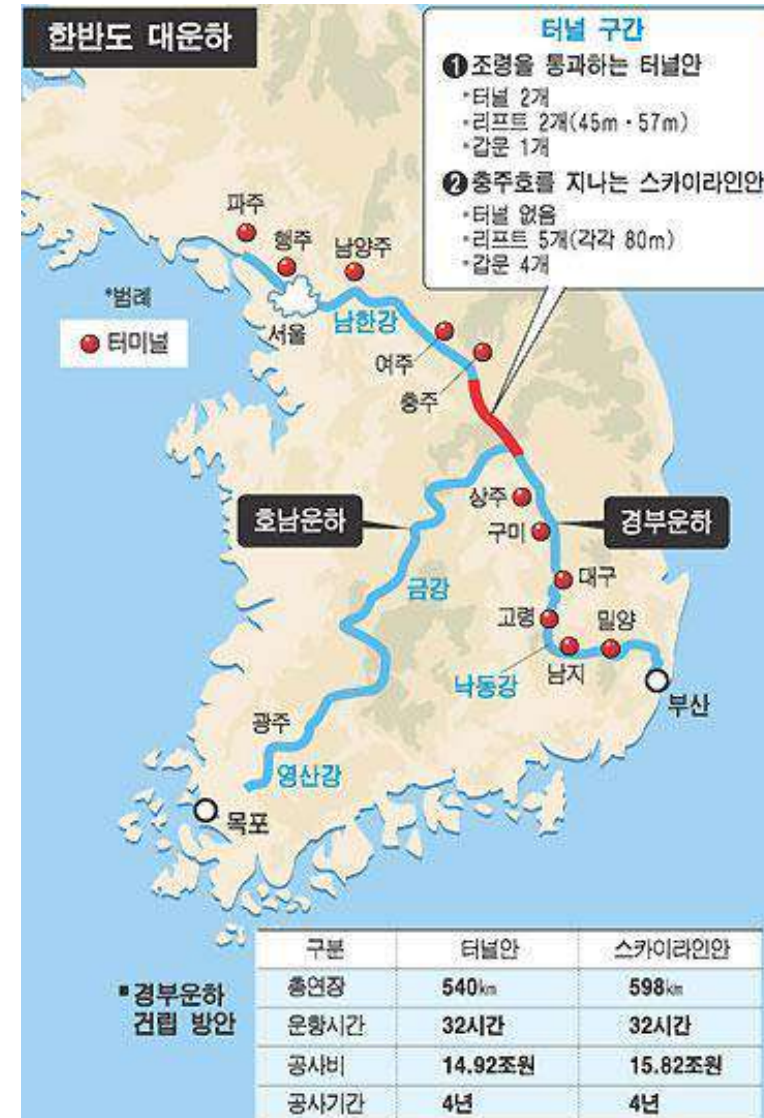 한반도 대운하
터널 구간
❶조령을 통과하는 터널안
*터널 2개
*리프트 2개(45m·57m)
*갑문 1개
❷충주호를 지나는 스카이라인안
*터널 없음
*리프트 5개(각각 80m)
*갑문 4개
파주
행주
남양주
*범례
터미널
서울
남한강
여주
충주
상주
호남운하
구미
경부운하
금강
대구
고령
밀양
낙동강
남지
부산
광주
영산강
목포
■경부운하
건립 방안
구분 터널안 스카이라인안
총연장 540km 598km
운항시간 32시간 32시간
공사비 14.92조원 15.82조원
공사기간 4년 4년